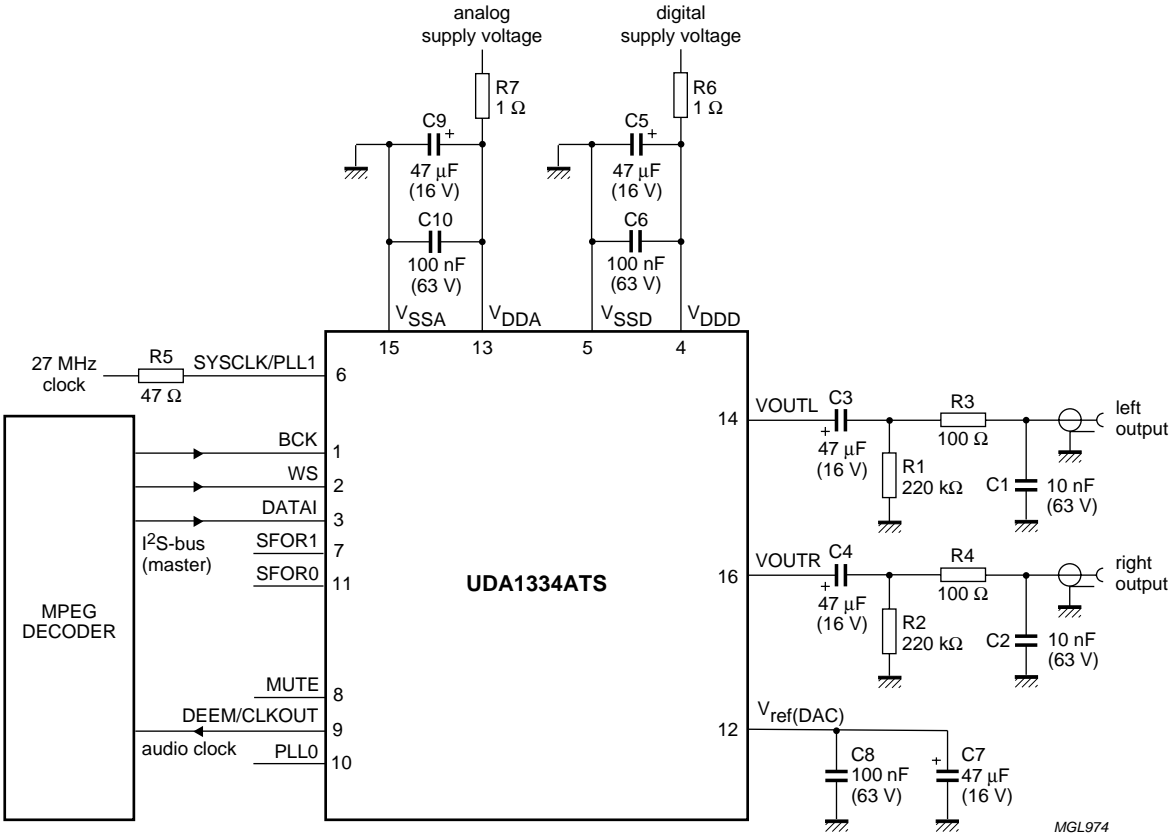 analog
supply voltage
digital
supply voltage
R7
1 Ω
R6
1 Ω
C9
+
47 μF
(16 V)
C5
+
47 μF
(16 V)
C10
100 nF
(63 V)
C6
100 nF
(63 V)
VSSA
VDDA
VSSD
VDDD
15
13
5
4
27 MHz
clock
R5
47 Ω
SYSCLK/PLL1
6
BCK
1
WS
2
DATAI
3
I²S-bus
(master)
SFOR1
7
SFOR0
11
MPEG
DECODER
UDA1334ATS
MUTE
8
DEEM/CLKOUT
9
audio clock
PLL0
10
14
VOUTL
C3
+
47 μF
(16 V)
R1
220 kΩ
R3
100 Ω
C1
10 nF
(63 V)
left
output
16
VOUTR
C4
+
47 μF
(16 V)
R2
220 kΩ
R4
100 Ω
C2
10 nF
(63 V)
right
output
12
Vref(DAC)
C8
100 nF
(63 V)
+
C7
47 μF
(16 V)
MGL974